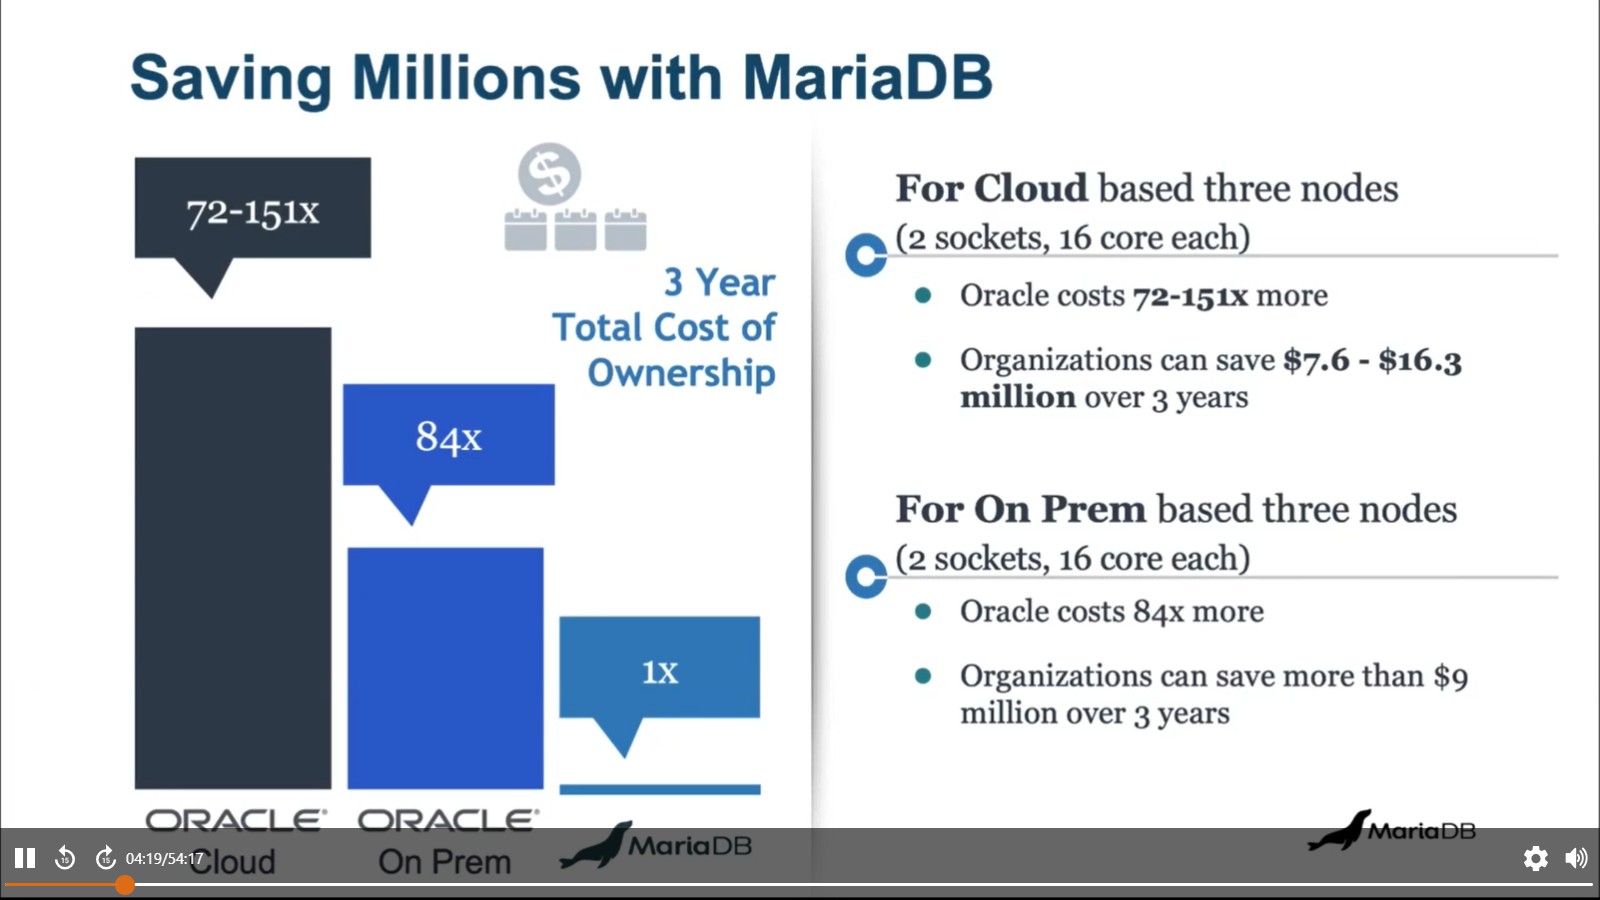 Saving Millions with MariaDB
72-151x
84x
1x
3 Year
Total Cost of
Ownership
ORACLE®
Cloud
ORACLE®
On Prem
MariaDB
For Cloud based three nodes
(2 sockets, 16 core each)
Oracle costs 72-151x more
Organizations can save $7.6 - $16.3
million over 3 years
For On Prem based three nodes
(2 sockets, 16 core each)
Oracle costs 84x more
Organizations can save more than $9
million over 3 years
MariaDB
15
15
04:19/54:17